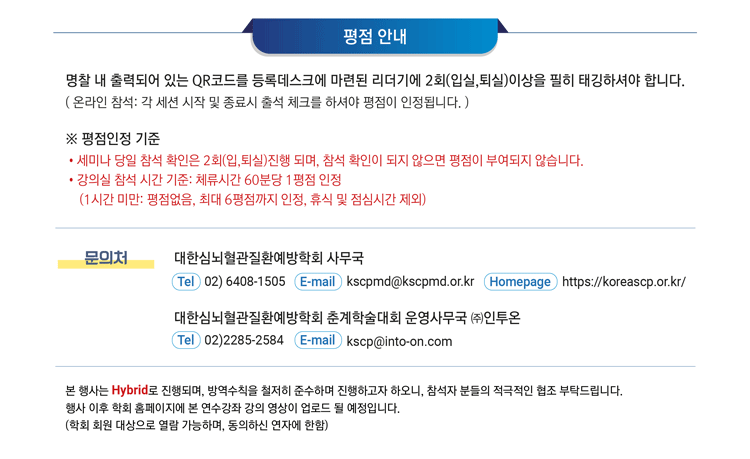 평점 안내
명찰 내 출력되어 있는 QR코드를 등록데스크에 마련된 리더기에 2회(입실,퇴실)이상을 필히 태깅하셔야 합니다.
( 온라인 참석: 각 세션 시작 및 종료시 출석 체크를 하셔야 평점이 인정됩니다. )
※ 평점인정 기준
• 세미나 당일 참석 확인은 2회(입,퇴실)진행 되며, 참석 확인이 되지 않으면 평점이 부여되지 않습니다.
• 강의실 참석 시간 기준: 체류시간 60분당 1평점 인정
(1시간 미만: 평점없음, 최대 6평점까지 인정, 휴식 및 점심시간 제외)
문의처
대한심뇌혈관질환예방학회 사무국
Tel 02) 6408-1505 E-mail kscpmd@kscpmd.or.kr Homepage https://koreascp.or.kr/
대한심뇌혈관질환예방학회 춘계학술대회 운영사무국 ㈜인투온
Tel 02)2285-2584 E-mail kscp@into-on.com
본 행사는 Hybrid로 진행되며, 방역수칙을 철저히 준수하며 진행하고자 하오니, 참석자 분들의 적극적인 협조 부탁드립니다.
행사 이후 학회 홈페이지에 본 연수강좌 강의 영상이 업로드 될 예정입니다.
(학회 회원 대상으로 열람 가능하며, 동의하신 연자에 한함)